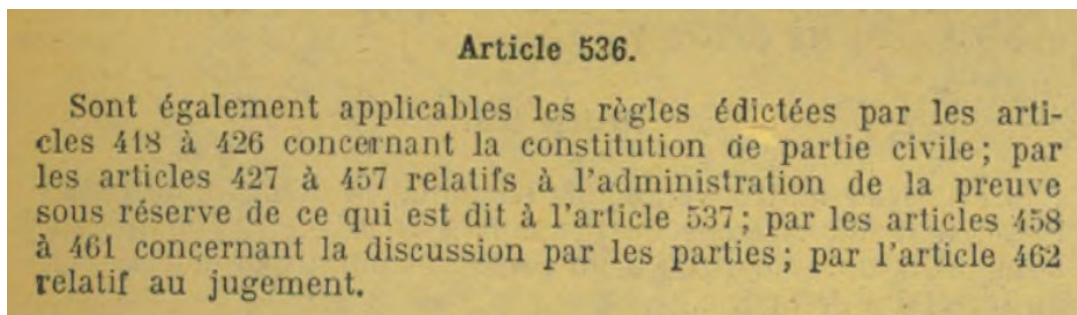 Article 536.
Sont également applicables les règles édictées par les arti-
cles 418 à 426 concernant la constitution de partie civile; par
les articles 427 à 457 relatifs à l'administration de la preuve
sous réserve de ce qui est dit à l'article 537; par les articles 458
à 461 concernant la discussion par les parties; par l'article 462
relatif au jugement.